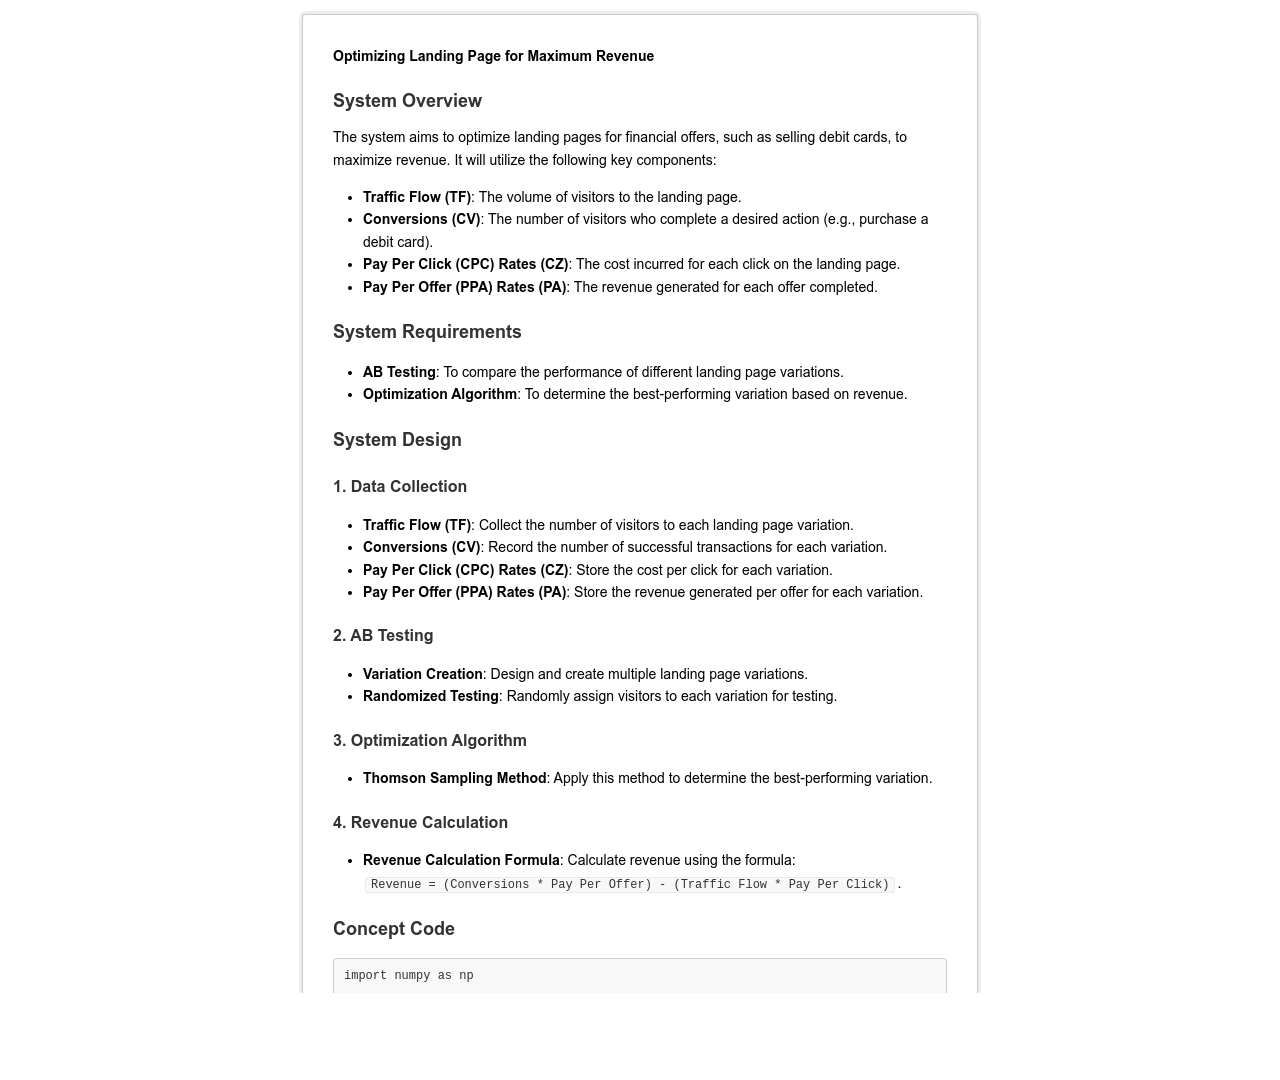 Optimizing Landing Page for Maximum Revenue
System Overview
The system aims to optimize landing pages for financial offers, such as selling debit cards, to
maximize revenue. It will utilize the following key components:
• Traffic Flow (TF): The volume of visitors to the landing page.
• Conversions (CV): The number of visitors who complete a desired action (e.g., purchase a
debit card).
• Pay Per Click (CPC) Rates (CZ): The cost incurred for each click on the landing page.
• Pay Per Offer (PPA) Rates (PA): The revenue generated for each offer completed.
System Requirements
• AB Testing: To compare the performance of different landing page variations.
• Optimization Algorithm: To determine the best-performing variation based on revenue.
System Design
1. Data Collection
• Traffic Flow (TF): Collect the number of visitors to each landing page variation.
• Conversions (CV): Record the number of successful transactions for each variation.
• Pay Per Click (CPC) Rates (CZ): Store the cost per click for each variation.
• Pay Per Offer (PPA) Rates (PA): Store the revenue generated per offer for each variation.
2. AB Testing
• Variation Creation: Design and create multiple landing page variations.
• Randomized Testing: Randomly assign visitors to each variation for testing.
3. Optimization Algorithm
• Thomson Sampling Method: Apply this method to determine the best-performing variation.
4. Revenue Calculation
• Revenue Calculation Formula: Calculate revenue using the formula:
Revenue = (Conversions * Pay Per Offer) - (Traffic Flow * Pay Per Click) .
Concept Code
import numpy as np